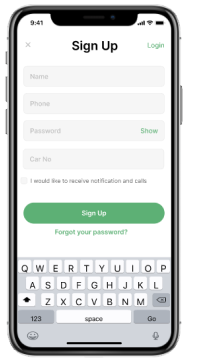 9:41
× Sign Up Login
Name
Phone
Password Show
Car No
I would like to receive notification and calls
Sign Up
Forgot your password?
Q W E R T Y U I O P
A S D F G H J K L
Z X C V B N M
123 space Go